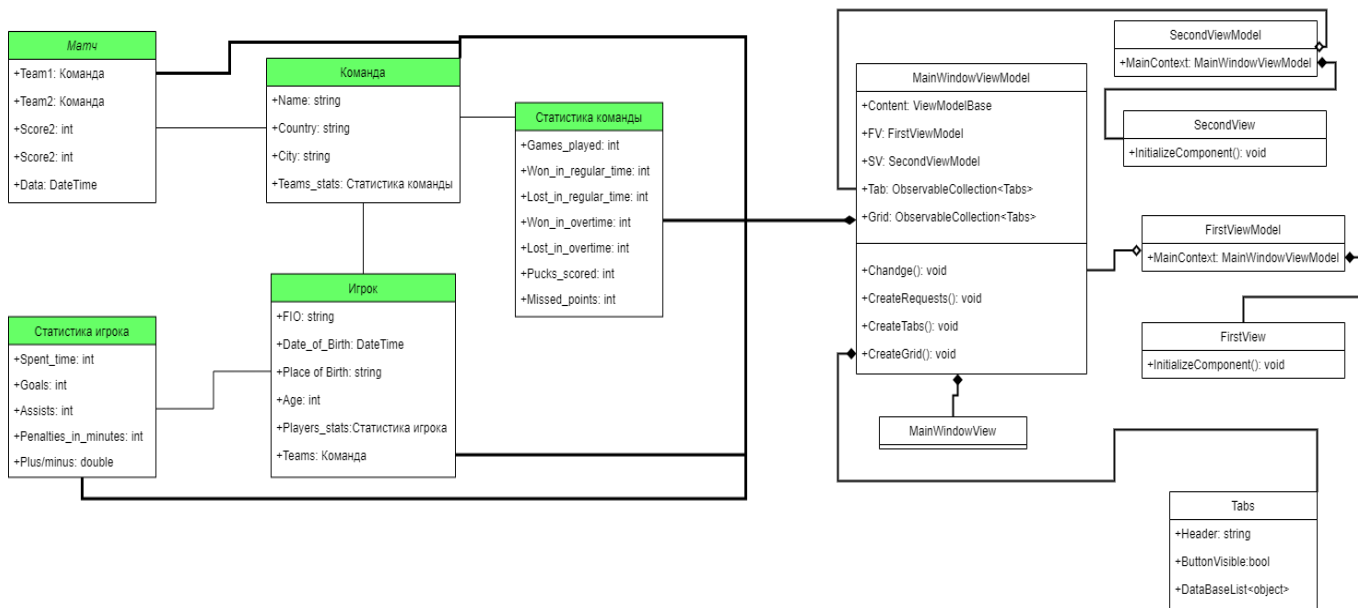 Матч
+Team1: Команда
+Team2: Команда
+Score2: int
+Score2: int
+Data: DateTime
Команда
+Name: string
+Country: string
+City: string
+Teams_stats: Статистика команды
Статистика команды
+Games_played: int
+Won_in_regular_time: int
+Lost_in_regular_time: int
+Won_in_overtime: int
+Lost_in_overtime: int
+Pucks_scored: int
+Missed_points: int
Статистика игрока
+Spent_time: int
+Goals: int
+Assists: int
+Penalties_in_minutes: int
+Plus/minus: double
Игрок
+FIO: string
+Date_of_Birth: DateTime
+Place of Birth: string
+Age: int
+Players_stats:Статистика игрока
+Teams: Команда
MainWindowViewModel
+Content: ViewModelBase
+FV: FirstViewModel
+SV: SecondViewModel
+Tab: ObservableCollection<Tabs>
+Grid: ObservableCollection<Tabs>
+Chandge(): void
+CreateRequests(): void
+CreateTabs(): void
+CreateGrid(): void
MainWindowView
SecondViewModel
+MainContext: MainWindowViewModel
SecondView
+InitializeComponent(): void
FirstViewModel
+MainContext: MainWindowViewModel
FirstView
+InitializeComponent(): void
Tabs
+Header: string
+ButtonVisible:bool
+DataBaseList<object>